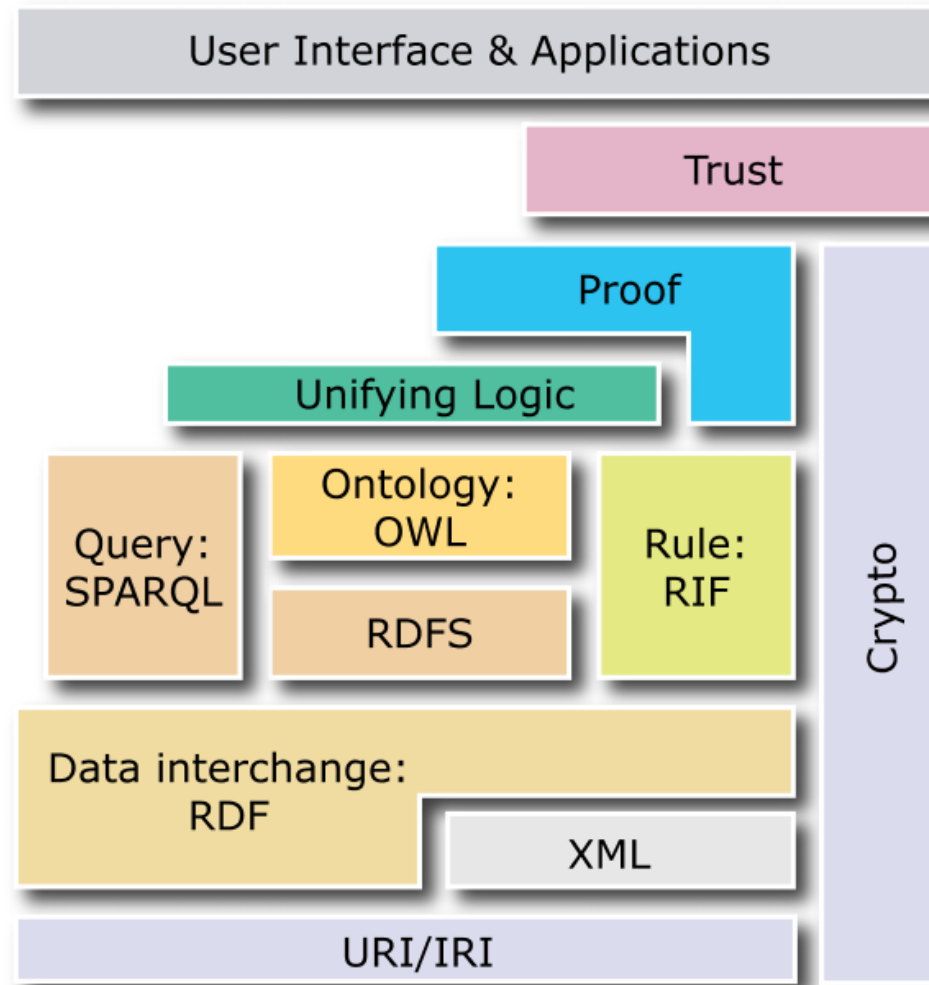 User Interface & Applications
Trust
Proof
Unifying Logic
Ontology:
OWL
Query:
SPARQL
Rule:
RIF
RDFS
Crypto
Data interchange:
RDF
XML
URI/IRI